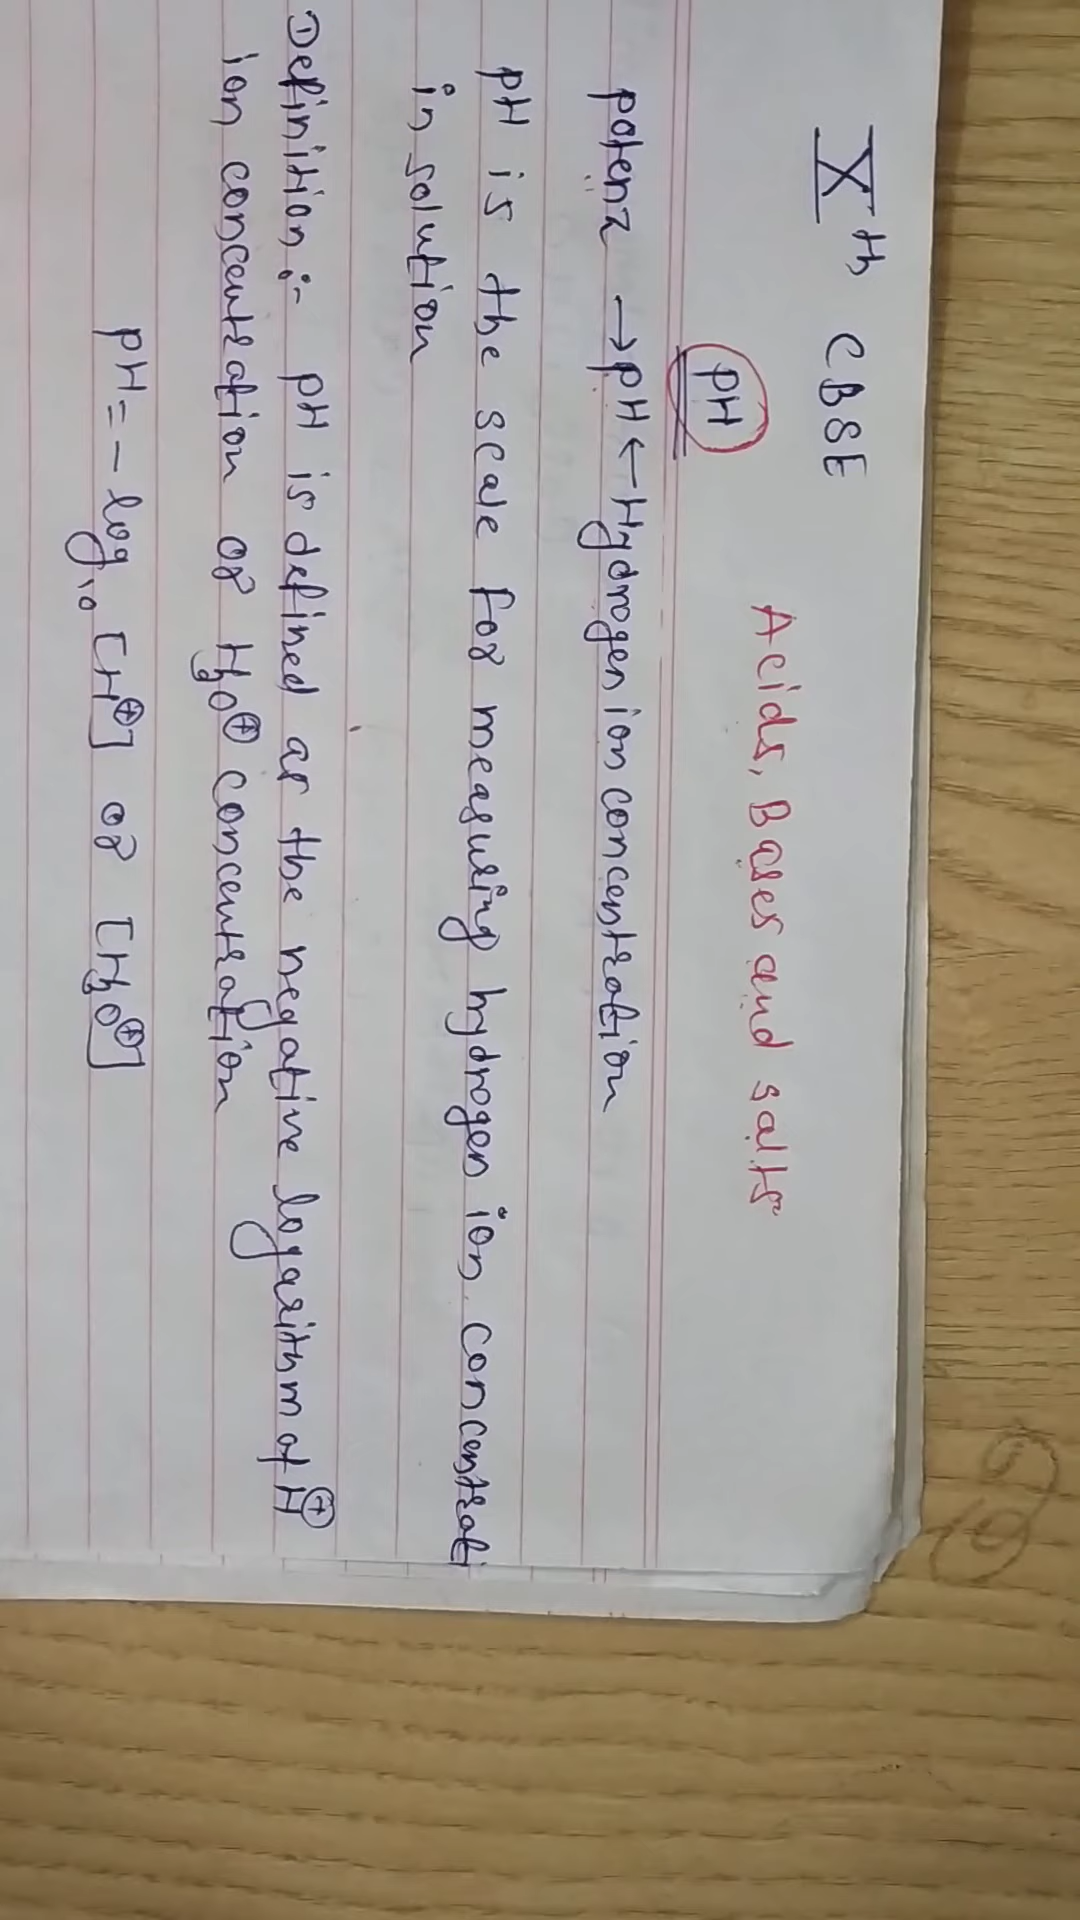 Xth CBSE
Acids, Bases and salts
pH
potenz → pH ← Hydrogen ion concentration
pH is the scale for measuring hydrogen ion concentrati
in solution
Definition :- pH is defined as the negative logarithm of H⊕
ion concentration or H₃O⊕ concentration
pH = - log₁₀ [H⊕] or [H₃O⊕]